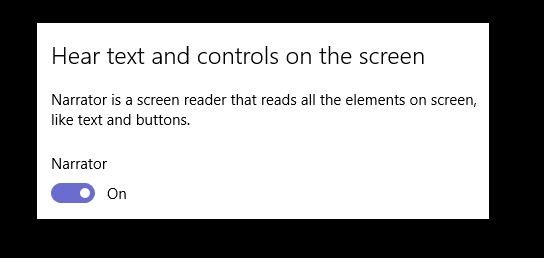 Hear text and controls on the screen
Narrator is a screen reader that reads all the elements on screen,
like text and buttons.
Narrator
On